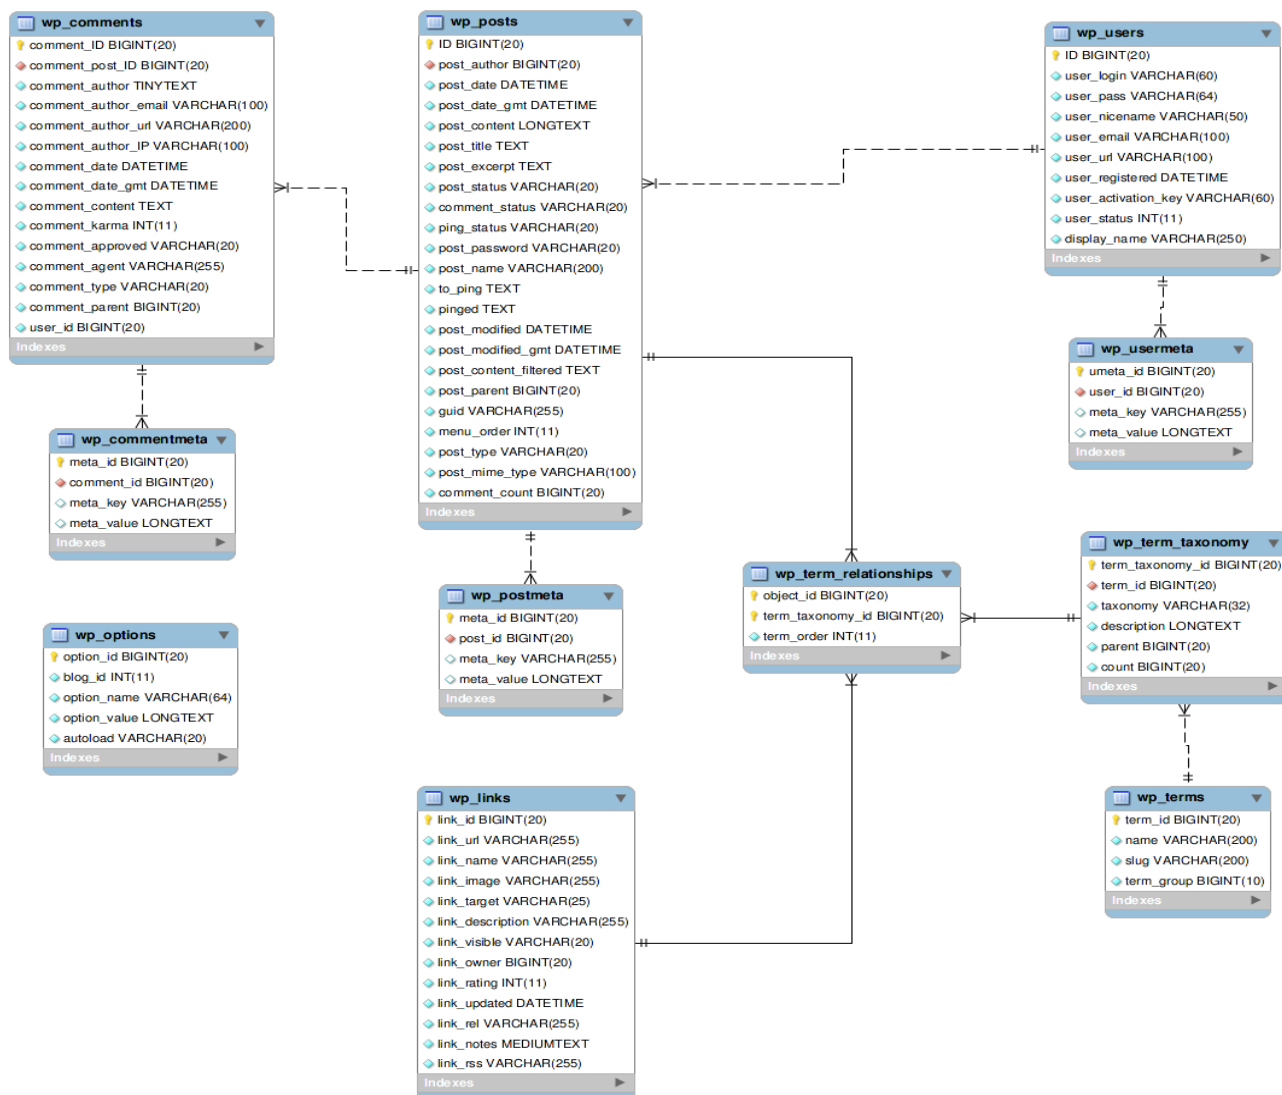 wp_comments
comment_ID BIGINT(20)
comment_post_ID BIGINT(20)
comment_author TINYTEXT
comment_author_email VARCHAR(100)
comment_author_url VARCHAR(200)
comment_author_IP VARCHAR(100)
comment_date DATETIME
comment_date_gmt DATETIME
comment_content TEXT
comment_karma INT(11)
comment_approved VARCHAR(20)
comment_agent VARCHAR(255)
comment_type VARCHAR(20)
comment_parent BIGINT(20)
user_id BIGINT(20)
Indexes
wp_posts
ID BIGINT(20)
post_author BIGINT(20)
post_date DATETIME
post_date_gmt DATETIME
post_content LONGTEXT
post_title TEXT
post_excerpt TEXT
post_status VARCHAR(20)
comment_status VARCHAR(20)
ping_status VARCHAR(20)
post_password VARCHAR(20)
post_name VARCHAR(200)
to_ping TEXT
pinged TEXT
post_modified DATETIME
post_modified_gmt DATETIME
post_content_filtered TEXT
post_parent BIGINT(20)
guid VARCHAR(255)
menu_order INT(11)
post_type VARCHAR(20)
post_mime_type VARCHAR(100)
comment_count BIGINT(20)
Indexes
wp_users
ID BIGINT(20)
user_login VARCHAR(60)
user_pass VARCHAR(64)
user_nicename VARCHAR(50)
user_email VARCHAR(100)
user_url VARCHAR(100)
user_registered DATETIME
user_activation_key VARCHAR(60)
user_status INT(11)
display_name VARCHAR(250)
Indexes
wp_usermeta
umeta_id BIGINT(20)
user_id BIGINT(20)
meta_key VARCHAR(255)
meta_value LONGTEXT
Indexes
wp_commentmeta
meta_id BIGINT(20)
comment_id BIGINT(20)
meta_key VARCHAR(255)
meta_value LONGTEXT
Indexes
wp_postmeta
meta_id BIGINT(20)
post_id BIGINT(20)
meta_key VARCHAR(255)
meta_value LONGTEXT
Indexes
wp_term_relationships
object_id BIGINT(20)
term_taxonomy_id BIGINT(20)
term_order INT(11)
Indexes
wp_term_taxonomy
term_taxonomy_id BIGINT(20)
term_id BIGINT(20)
taxonomy VARCHAR(32)
description LONGTEXT
parent BIGINT(20)
count BIGINT(20)
Indexes
wp_options
option_id BIGINT(20)
blog_id INT(11)
option_name VARCHAR(64)
option_value LONGTEXT
autoload VARCHAR(20)
Indexes
wp_links
link_id BIGINT(20)
link_url VARCHAR(255)
link_name VARCHAR(255)
link_image VARCHAR(255)
link_target VARCHAR(25)
link_description VARCHAR(255)
link_visible VARCHAR(20)
link_owner BIGINT(20)
link_rating INT(11)
link_updated DATETIME
link_rel VARCHAR(255)
link_notes MEDIUMTEXT
link_rss VARCHAR(255)
Indexes
wp_terms
term_id BIGINT(20)
name VARCHAR(200)
slug VARCHAR(200)
term_group BIGINT(10)
Indexes